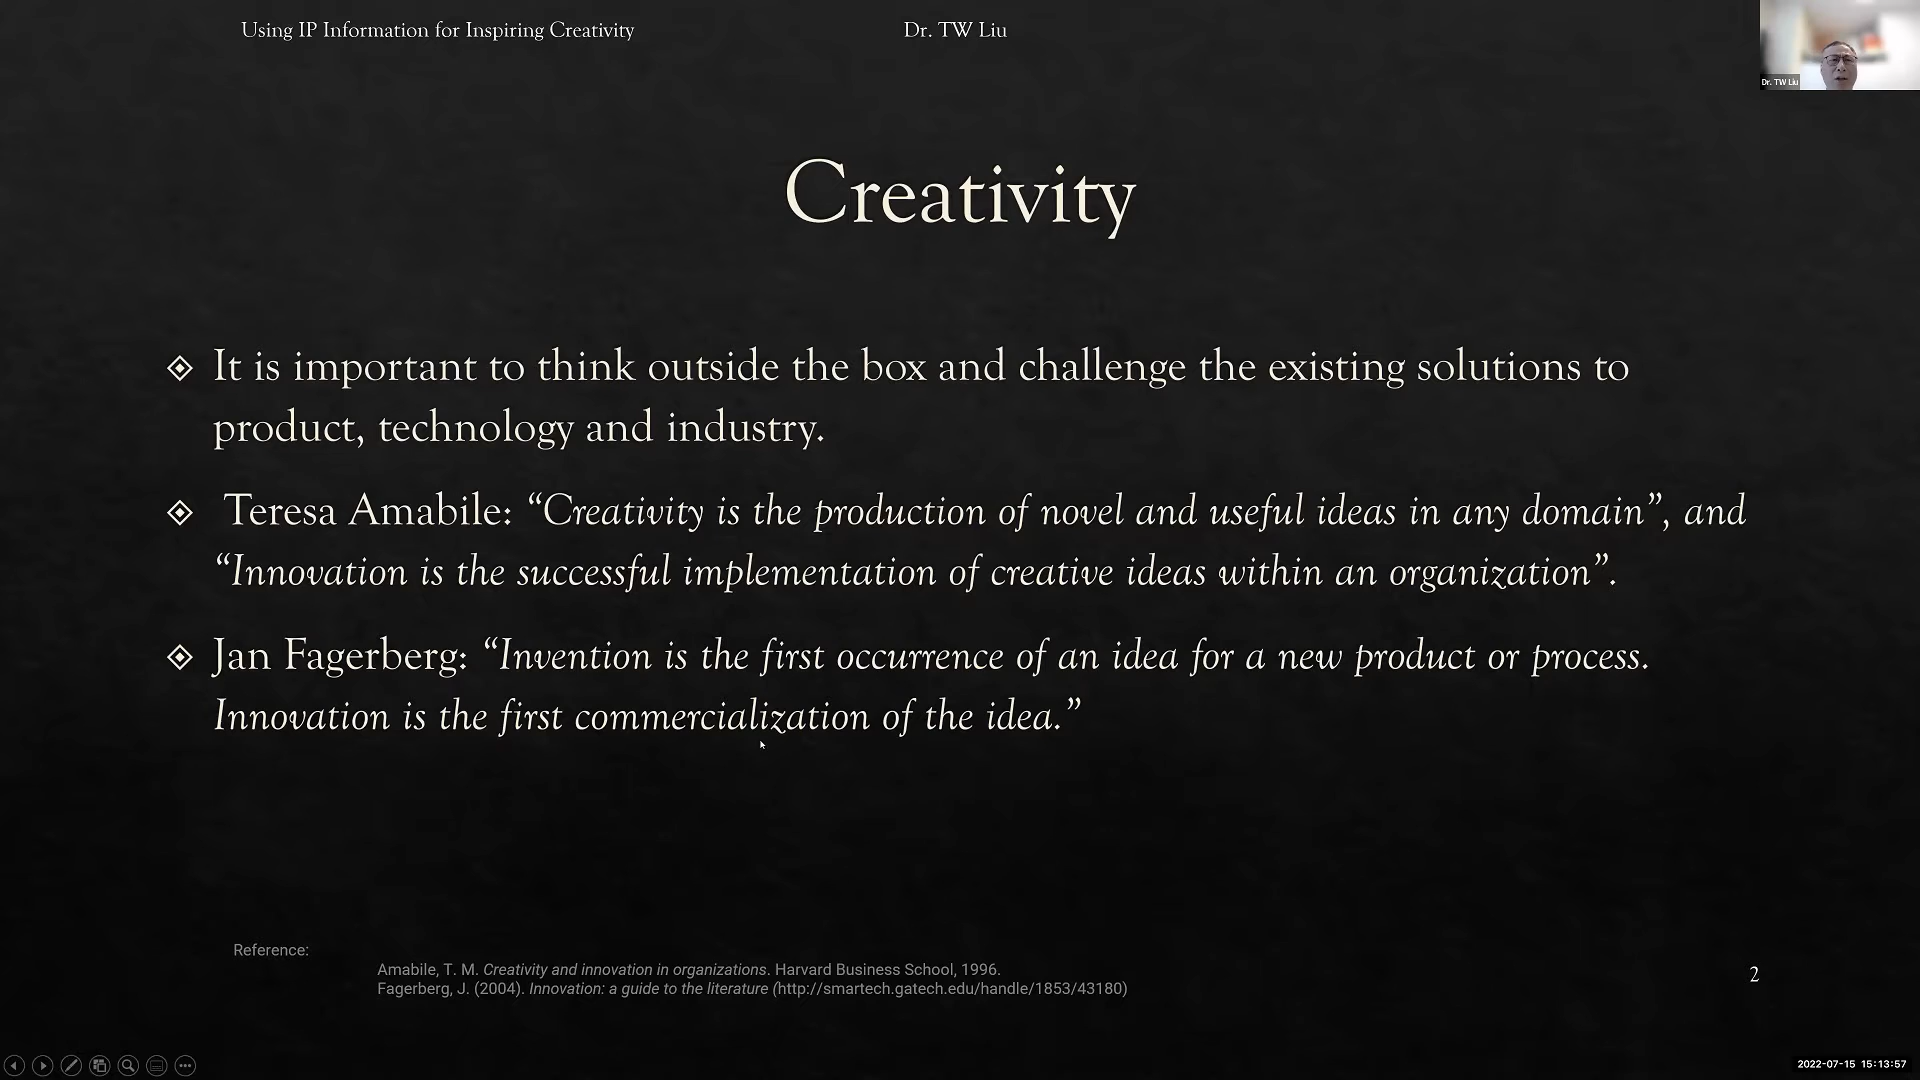 Using IP Information for Inspiring Creativity
Dr. TW Liu
Dr. TW Liu
Creativity
It is important to think outside the box and challenge the existing solutions to
product, technology and industry.
Teresa Amabile: “Creativity is the production of novel and useful ideas in any domain”, and
“Innovation is the successful implementation of creative ideas within an organization”.
Jan Fagerberg: “Invention is the first occurrence of an idea for a new product or process.
Innovation is the first commercialization of the idea.”
Reference:
Amabile, T. M. Creativity and innovation in organizations. Harvard Business School, 1996.
Fagerberg, J. (2004). Innovation: a guide to the literature (http://smartech.gatech.edu/handle/1853/43180)
2
2022-07-15 15:13:57